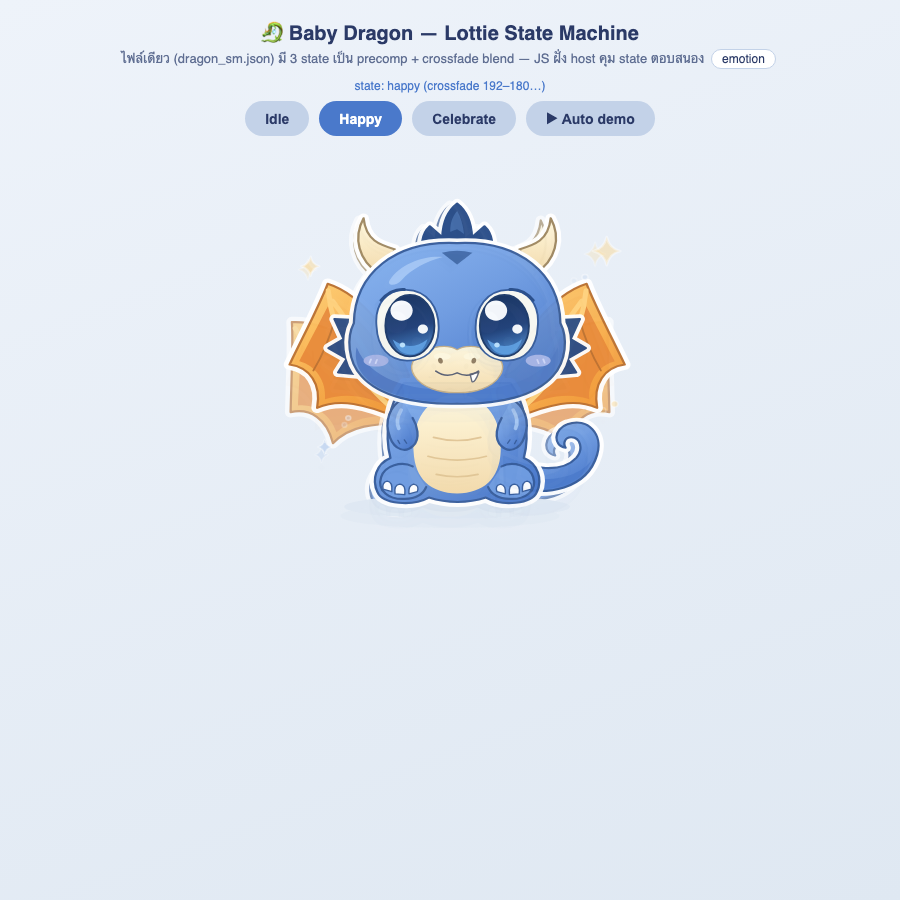 🐉 Baby Dragon — Lottie State Machine
ไฟล์เดียว (dragon_sm.json) มี 3 state เป็น precomp + crossfade blend — JS ฝั่ง host คุม state ตอบสนอง emotion
state: happy (crossfade 192–180…)
Idle Happy Celebrate ▶ Auto demo